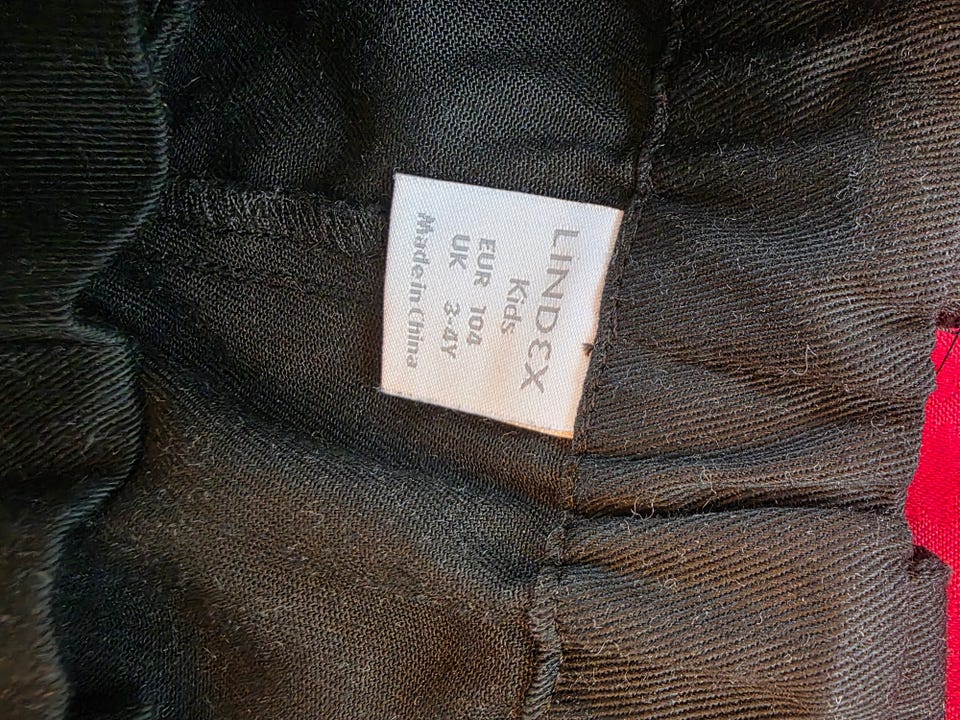 LINDEX
Kids
EUR 104
UK 3-4Y
Made in China